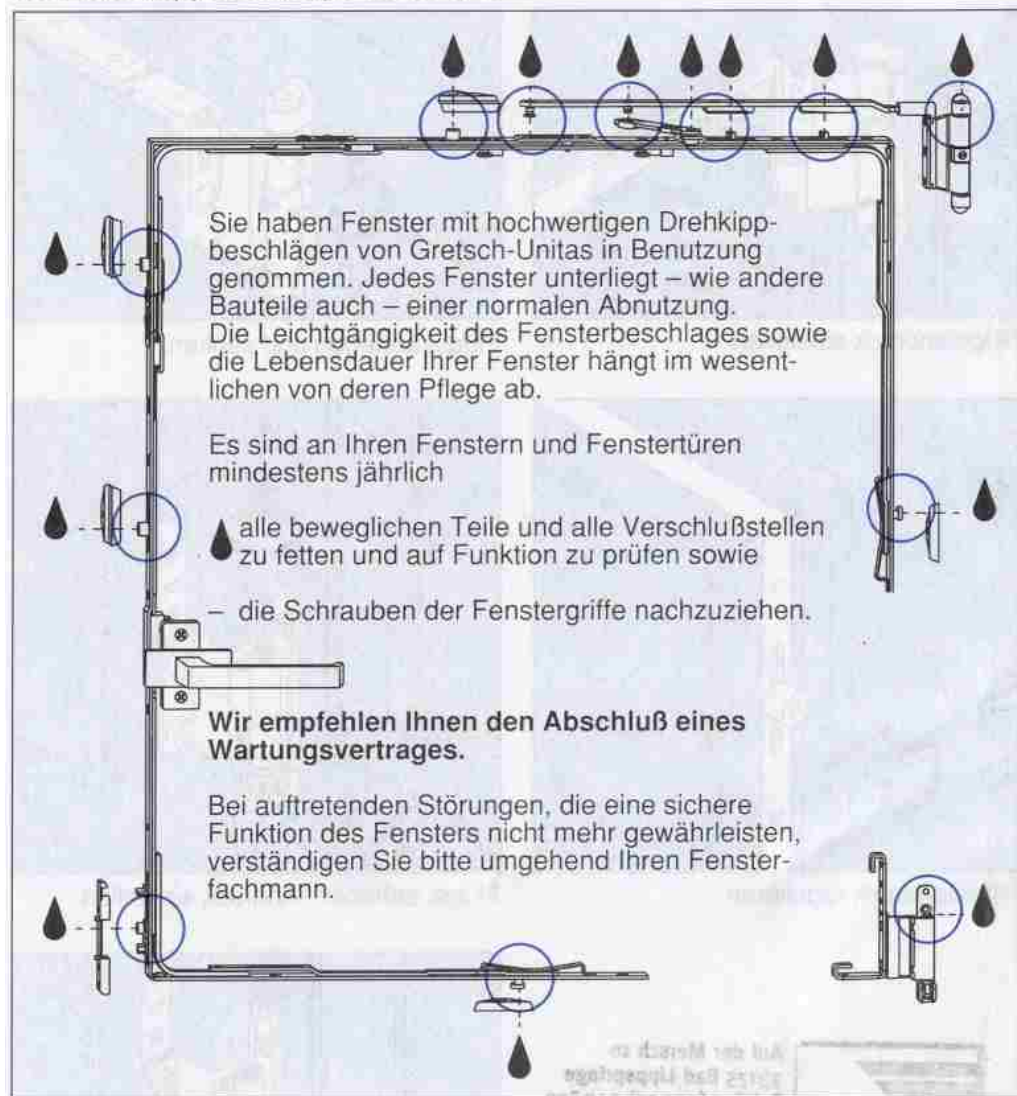 Sie haben Fenster mit hochwertigen Drehkipp-
beschlägen von Gretsch-Unitas in Benutzung
genommen. Jedes Fenster unterliegt – wie andere
Bauteile auch – einer normalen Abnutzung.
Die Leichtgängigkeit des Fensterbeschlages sowie
die Lebensdauer Ihrer Fenster hängt im wesent-
lichen von deren Pflege ab.
Es sind an Ihren Fenstern und Fenstertüren
mindestens jährlich
alle beweglichen Teile und alle Verschlußstellen
zu fetten und auf Funktion zu prüfen sowie
– die Schrauben der Fenstergriffe nachzuziehen.
Wir empfehlen Ihnen den Abschluß eines
Wartungsvertrages.
Bei auftretenden Störungen, die eine sichere
Funktion des Fensters nicht mehr gewährleisten,
verständigen Sie bitte umgehend Ihren Fenster-
fachmann.
Auf der Mersch
Bad Lippspringe